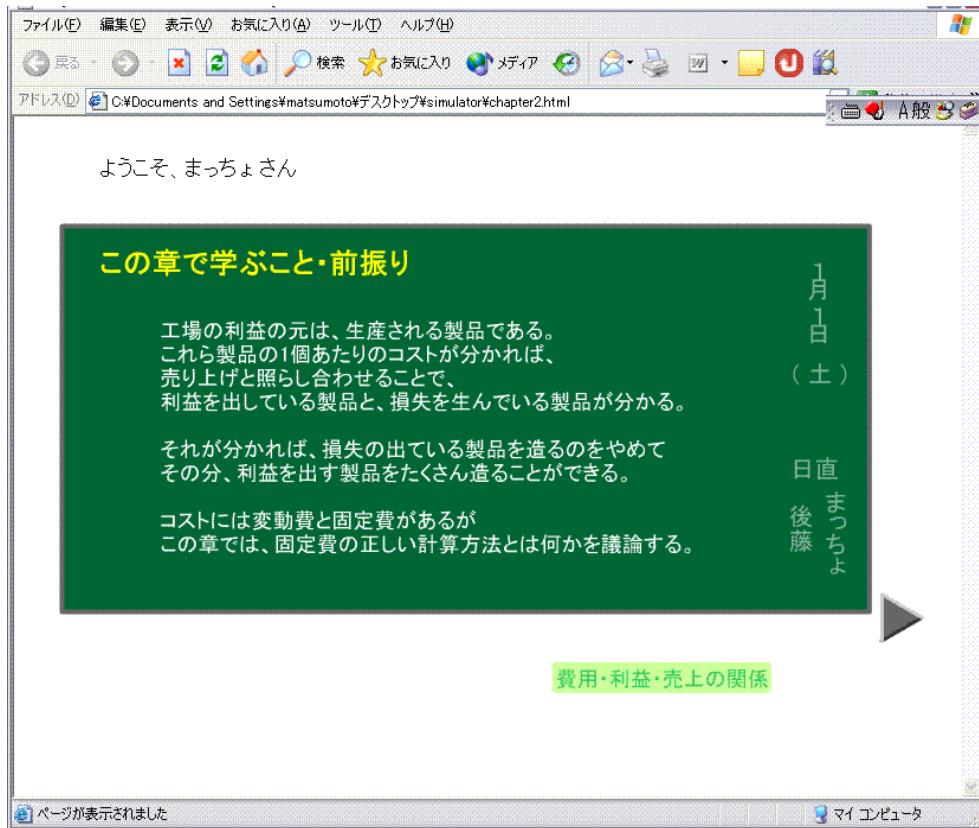 ファイル(F) 編集(E) 表示(V) お気に入り(A) ツール(T) ヘルプ(H)
戻る 検索 お気に入り メディア
アドレス(D) C:¥Documents and Settings¥matsumoto¥デスクトップ¥simulator¥chapter2.html
A般
ようこそ、まっちょさん
この章で学ぶこと・前振り
工場の利益の元は、生産される製品である。
これら製品の1個あたりのコストが分かれば、
売り上げと照らし合わせることで、
利益を出している製品と、損失を生んでいる製品が分かる。
それが分かれば、損失の出ている製品を造るのをやめて
その分、利益を出す製品をたくさん造ることができる。
コストには変動費と固定費があるが
この章では、固定費の正しい計算方法とは何かを議論する。
1月1日(土)
日直
まっちょ
後藤
費用・利益・売上の関係
ページが表示されました
マイ コンピュータ